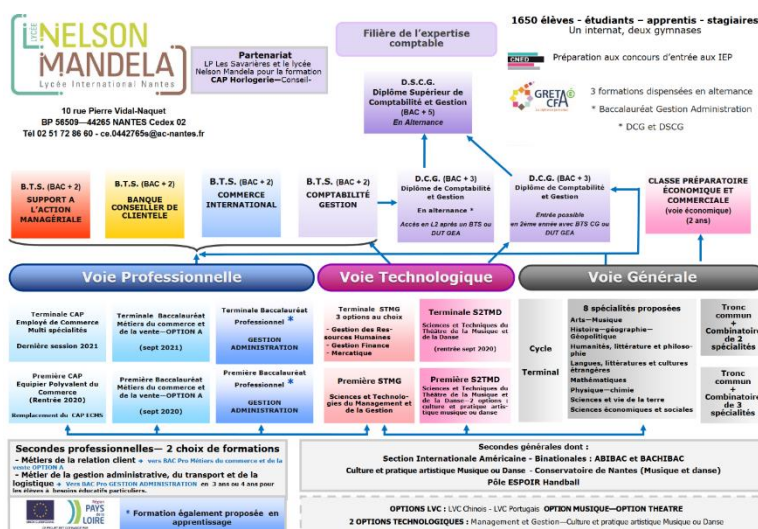 LYCÉE
NELSON
MANDELA
Lycée International Nantes
10 rue Pierre Vidal-Naquet
BP 56509—44265 NANTES Cedex 02
Tél 02 51 72 86 60 - ce.0442765s@ac-nantes.fr
Partenariat
LP Les Savarières et le lycée
Nelson Mandela pour la formation
CAP Horlogerie—Conseil-
Filière de l'expertise
comptable
1650 élèves - étudiants – apprentis - stagiaires
Un internat, deux gymnases
CNED
Préparation aux concours d'entrée aux IEP
GRETA
CFA
3 formations dispensées en alternance
* Baccalauréat Gestion Administration
* DCG et DSCG
D.S.C.G.
Diplôme Supérieur de
Comptabilité et Gestion
(BAC + 5)
En Alternance
B.T.S. (BAC + 2)
SUPPORT A
L'ACTION
MANAGÉRIALE
B.T.S. (BAC + 2)
BANQUE
CONSEILLER DE
CLIENTELE
B.T.S. (BAC + 2)
COMMERCE
INTERNATIONAL
B.T.S. (BAC + 2)
COMPTABILITÉ
GESTION
D.C.G (BAC + 3)
Diplôme de Comptabilité
et Gestion
En alternance *
Accès en L2 après un BTS ou
DUT GEA
D.C.G. (BAC + 3)
Diplôme de Comptabilité
et Gestion
Entrée possible
en 2ème année avec BTS CG ou
DUT GEA
CLASSE PRÉPARATOIRE
ÉCONOMIQUE ET
COMMERCIALE
(voie économique)
(2 ans)
Voie Professionnelle
Voie Technologique
Voie Générale
Terminale CAP
Employé de Commerce
Multi spécialités
Dernière session 2021
Terminale Baccalauréat
Métiers du commerce et de
la vente—OPTION A
(sept 2021)
Terminale Baccalauréat
Professionnel *
GESTION
ADMINISTRATION
Terminale STMG
3 options au choix
- Gestion des Res-
sources Humaines
- Gestion Finance
- Marcatique
Terminale S2TMD
Sciences et Techniques du
Théâtre de la Musique et de
la Danse
(rentrée sept 2020)
Première CAP
Equipier Polyvalent du
Commerce
(Rentrée 2020)
Remplacement du CAP ECMS
Première Baccalauréat
Métiers du commerce et de
la vente—OPTION A
(sept 2020)
Première Baccalauréat
Professionnel *
GESTION
ADMINISTRATION
Première STMG
Sciences et Technolo-
gies du Management et de
la Gestion
Première S2TMD
Sciences et Techniques du
Théâtre de la Musique et de
la Danse—2 options :
culture et pratique artis-
tique musique ou danse
Cycle
Terminal
8 spécialités proposées
Arts—Musique
Histoire—géographie—
Géopolitique
Humanités, littérature et philoso-
phie
Langues, littératures et cultures
étrangères
Mathématiques
Physique—chimie
Sciences et vie de la terre
Sciences économiques et sociales
Tronc
commun
+
Combinatoire
de 2
spécialités
Tronc
commun
+
Combinatoire
de 3
spécialités
Secondes professionnelles— 2 choix de formations
- Métiers de la relation client + vers BAC Pro Métiers du commerce et de la
vente OPTION A
- Métier de la gestion administrative, du transport et de la
logistique + Vers BAC Pro GESTION ADMINISTRATION en 3 ans ou 4 ans pour
les élèves à besoins éducatifs particuliers.
Région
PAYS
de la
LOIRE
* Formation également proposée en
apprentissage
Secondes générales dont :
Section Internationale Américaine - Binationales : ABIBAC et BACHIBAC
Culture et pratique artistique Musique ou Danse - Conservatoire de Nantes (Musique et danse)
Pôle ESPOIR Handball
OPTIONS LVC : LVC Chinois - LVC Portugais OPTION MUSIQUE—OPTION THEATRE
2 OPTIONS TECHNOLOGIQUES : Management et Gestion—Culture et pratique artistique Musique ou Danse